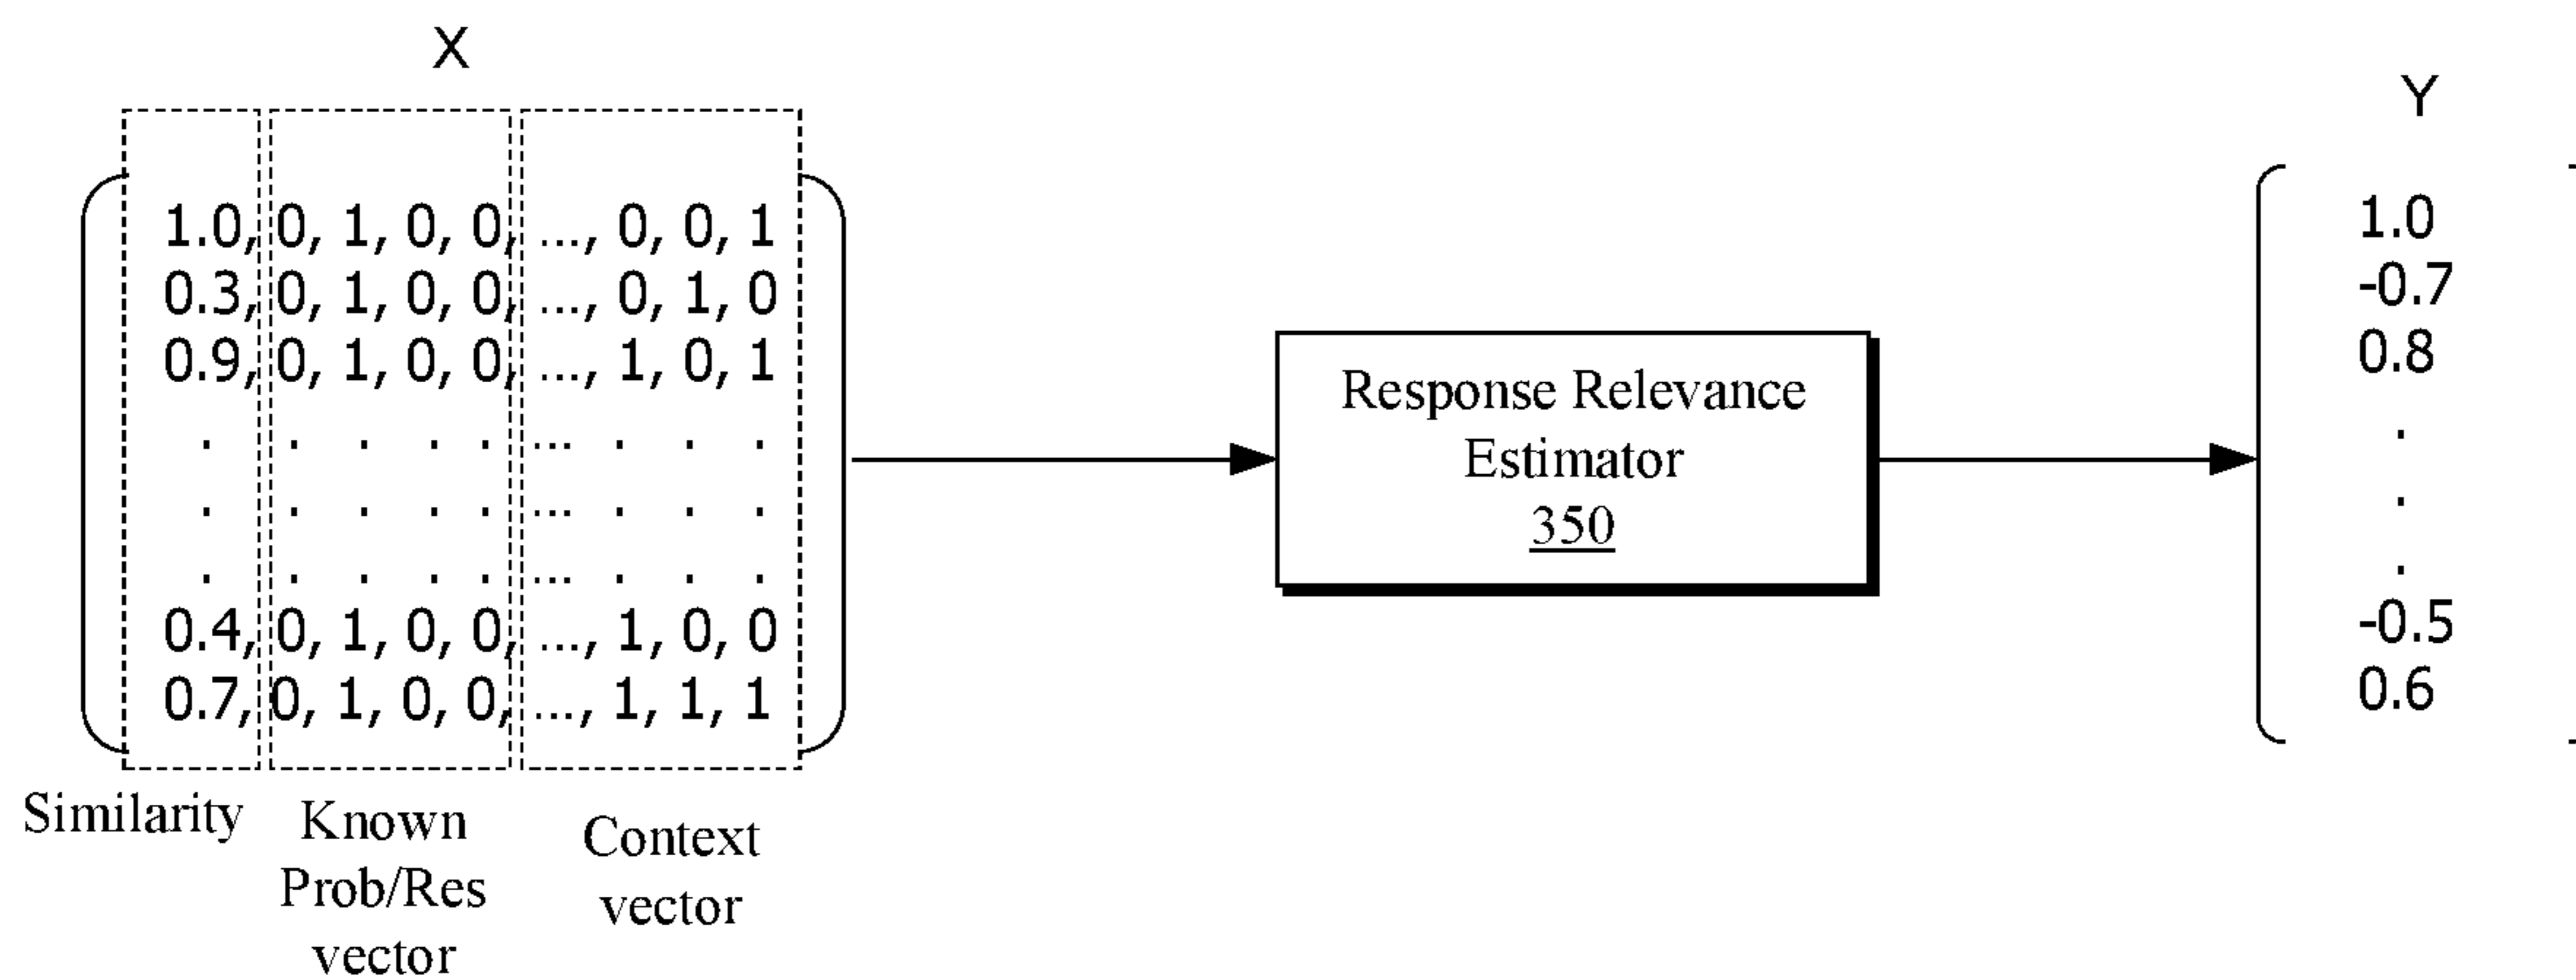 X
1.0, 0, 1, 0, 0, ..., 0, 0, 1
0.3, 0, 1, 0, 0, ..., 0, 1, 0
0.9, 0, 1, 0, 0, ..., 1, 0, 1
. . . . . ... . . .
. . . . . ... . . .
. . . . . ... . . .
0.4, 0, 1, 0, 0, ..., 1, 0, 0
0.7, 0, 1, 0, 0, ..., 1, 1, 1
Similarity
Known
Prob/Res
vector
Context
vector
Response Relevance
Estimator
350
Y
1.0
-0.7
0.8
.
.
.
-0.5
0.6